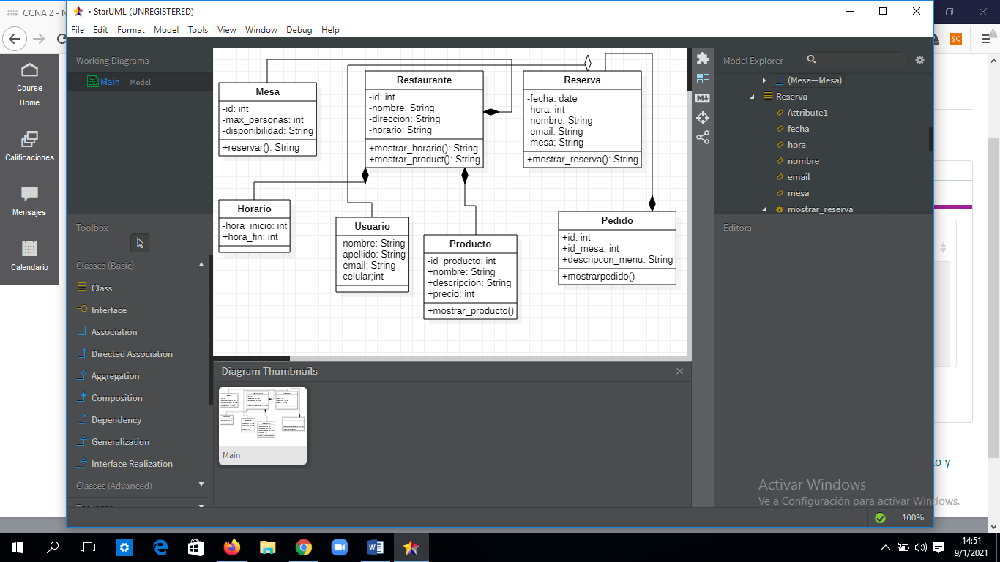 CCNA 2 - N
• StarUML (UNREGISTERED)
File Edit Format Model Tools View Window Debug Help
SC
Course
Home
Calificaciones
Mensajes
Calendario
Working Diagrams
Main — Model
Toolbox
Classes (Basic)
Class
Interface
Association
Directed Association
Aggregation
Composition
Dependency
Generalization
Interface Realization
Classes (Advanced)
Packages
Mesa
-id: int
-max_personas: int
-disponibilidad: String
+reservar(): String
Restaurante
-id: int
-nombre: String
-direccion: String
-horario: String
+mostrar_horario(): String
+mostrar_product(): String
Reserva
-fecha: date
-hora: int
-nombre: String
-email: String
-mesa: String
+mostrar_reserva(): String
Horario
-hora_inicio: int
+hora_fin: int
Usuario
-nombre: String
-apellido: String
-email: String
-celular;int
Producto
-id_producto: int
+nombre: String
+descripcion: String
+precio: int
+mostrar_producto()
Pedido
+id: int
+id_mesa: int
+descripcon_menu: String
+mostrarpedido()
Diagram Thumbnails
Main
Model Explorer
(Mesa—Mesa)
Reserva
Attribute1
fecha
hora
nombre
email
mesa
mostrar_reserva
Editors
to y
Activar Windows
Ve a Configuración para activar Windows.
100%
14:51
9/1/2021